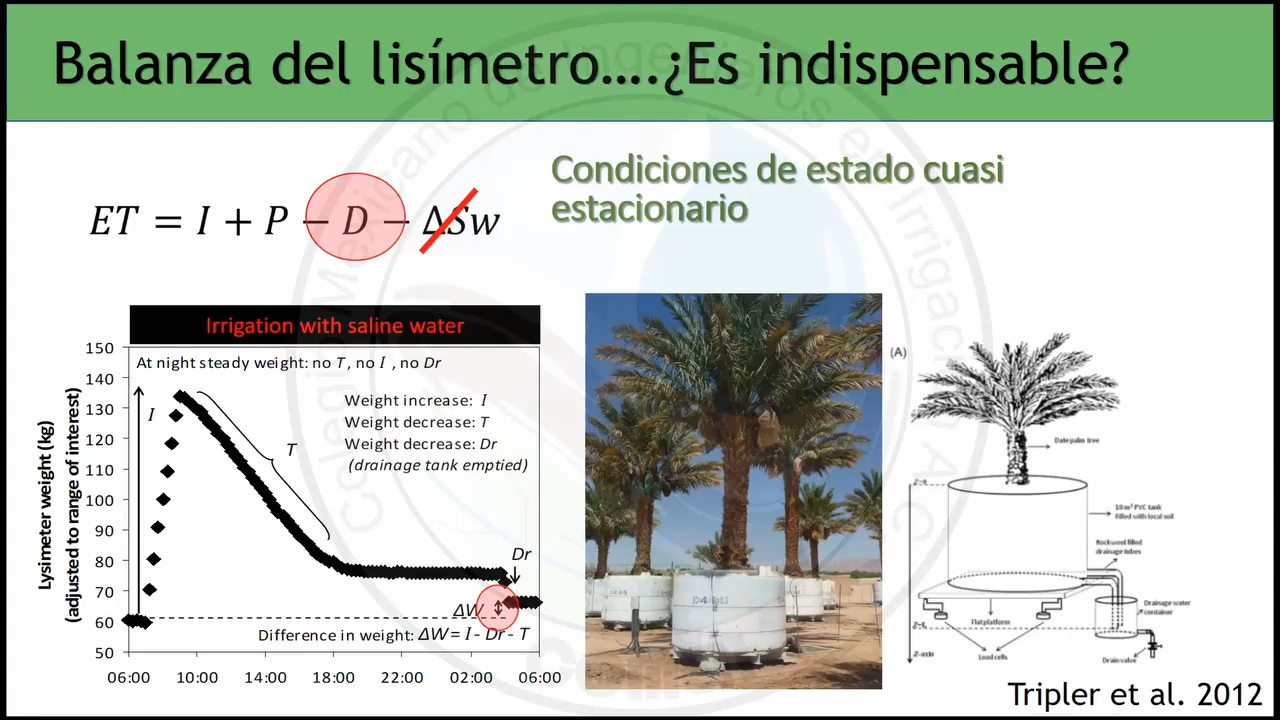 Balanza del lisímetro….¿Es indispensable?
ET = I + P − D − ΔSw
Condiciones de estado cuasi
estacionario
Irrigation with saline water
At night steady weight: no T, no I , no Dr
Weight increase: I
Weight decrease: T
Weight decrease: Dr
(drainage tank emptied)
I
T
Dr
ΔW
Difference in weight: ΔW = I - Dr - T
Lysimeter weight (kg)
(adjusted to range of interest)
150
140
130
120
110
100
90
80
70
60
50
06:00 10:00 14:00 18:00 22:00 02:00 06:00
(A)
Date palm tree
Z=0
10 m³ PVC tank
Filled with local soil
Rockwool filled
drainage tubes
Drainage water
container
Flat platform
Z-axis
Load cells
Drain valve
Tripler et al. 2012